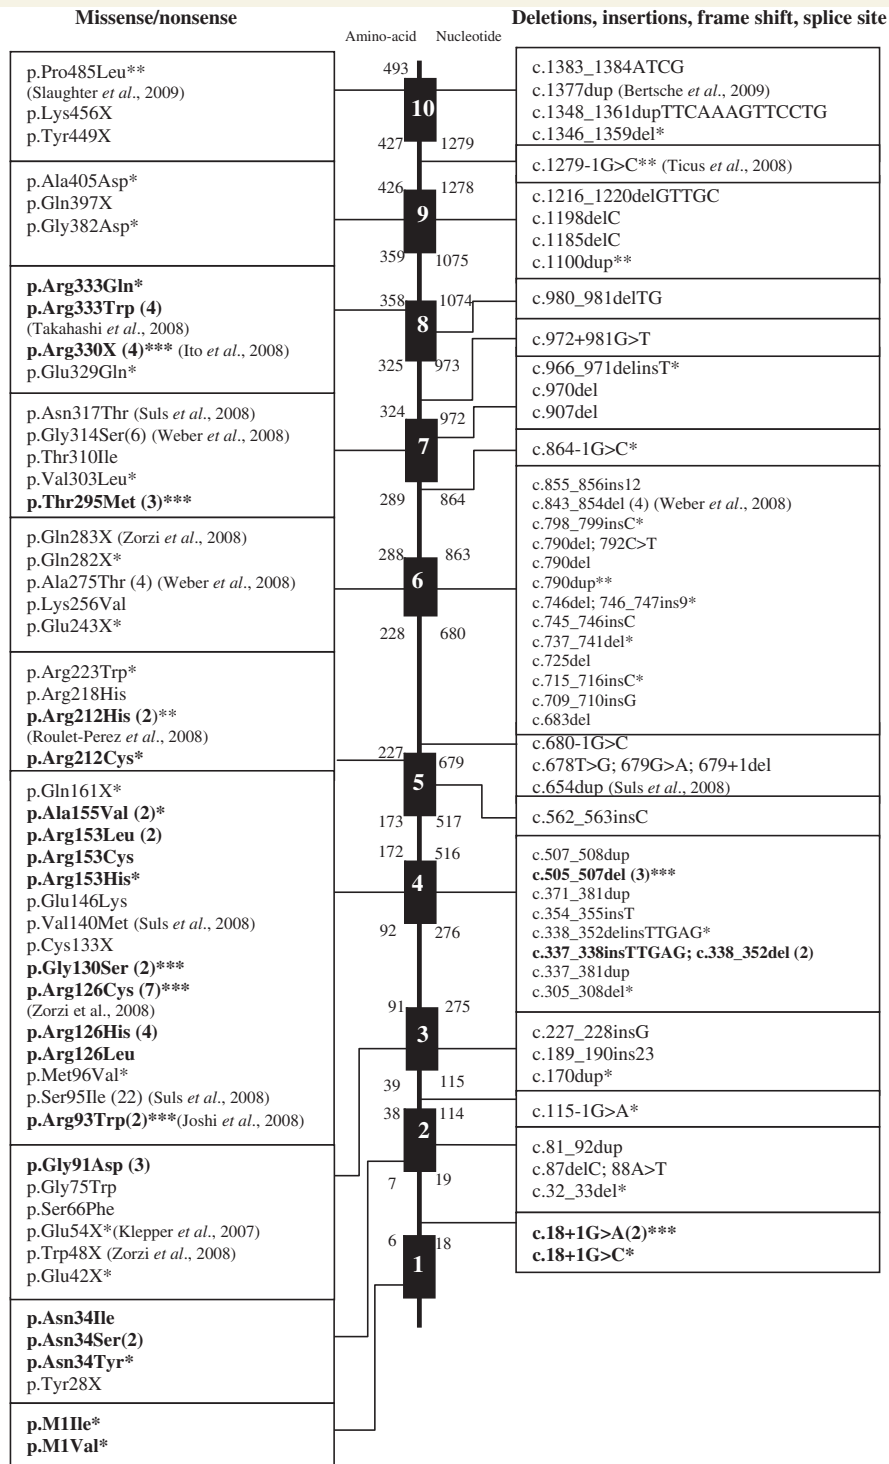 Missense/nonsense
p.Pro485Leu**
(Slaughter et al., 2009)
p.Lys456X
p.Tyr449X
p.Ala405Asp*
p.Gln397X
p.Gly382Asp*
p.Arg333Gln*
p.Arg333Trp (4)
(Takahashi et al., 2008)
p.Arg330X (4)*** (Ito et al., 2008)
p.Glu329Gln*
p.Asn317Thr (Suls et al., 2008)
p.Gly314Ser(6) (Weber et al., 2008)
p.Thr310Ile
p.Val303Leu*
p.Thr295Met (3)***
p.Gln283X (Zorzi et al., 2008)
p.Gln282X*
p.Ala275Thr (4) (Weber et al., 2008)
p.Lys256Val
p.Glu243X*
p.Arg223Trp*
p.Arg218His
p.Arg212His (2)**
(Roulet-Perez et al., 2008)
p.Arg212Cys*
p.Gln161X*
p.Ala155Val (2)*
p.Arg153Leu (2)
p.Arg153Cys
p.Arg153His*
p.Glu146Lys
p.Val140Met (Suls et al., 2008)
p.Cys133X
p.Gly130Ser (2)***
p.Arg126Cys (7)***
(Zorzi et al., 2008)
p.Arg126His (4)
p.Arg126Leu
p.Met96Val*
p.Ser95Ile (22) (Suls et al., 2008)
p.Arg93Trp(2)***(Joshi et al., 2008)
p.Gly91Asp (3)
p.Gly75Trp
p.Ser66Phe
p.Glu54X*(Klepper et al., 2007)
p.Trp48X (Zorzi et al., 2008)
p.Glu42X*
p.Asn34Ile
p.Asn34Ser(2)
p.Asn34Tyr*
p.Tyr28X
p.M1Ile*
p.M1Val*
Amino-acid Nucleotide
493
10
427 1279
426 1278
9
359 1075
358 1074
8
325 973
324 972
7
289 864
288 863
6
228 680
227 679
5
173 517
172 516
4
92 276
91 275
3
39 115
38 114
2
7 19
6 18
1
Deletions, insertions, frame shift, splice site
c.1383_1384ATCG
c.1377dup (Bertsche et al., 2009)
c.1348_1361dupTTCAAAGTTCCTG
c.1346_1359del*
c.1279-1G>C** (Ticus et al., 2008)
c.1216_1220delGTTGC
c.1198delC
c.1185delC
c.1100dup**
c.980_981delTG
c.972+981G>T
c.966_971delinsT*
c.970del
c.907del
c.864-1G>C*
c.855_856ins12
c.843_854del (4) (Weber et al., 2008)
c.798_799insC*
c.790del; 792C>T
c.790del
c.790dup**
c.746del; 746_747ins9*
c.745_746insC
c.737_741del*
c.725del
c.715_716insC*
c.709_710insG
c.683del
c.680-1G>C
c.678T>G; 679G>A; 679+1del
c.654dup (Suls et al., 2008)
c.562_563insC
c.507_508dup
c.505_507del (3)***
c.371_381dup
c.354_355insT
c.338_352delinsTTGAG*
c.337_338insTTGAG; c.338_352del (2)
c.337_381dup
c.305_308del*
c.227_228insG
c.189_190ins23
c.170dup*
c.115-1G>A*
c.81_92dup
c.87delC; 88A>T
c.32_33del*
c.18+1G>A(2)***
c.18+1G>C*